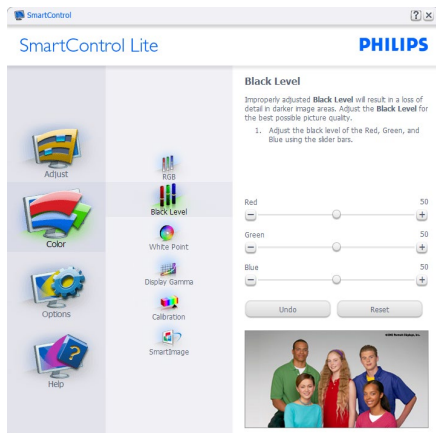 SmartControl
SmartControl Lite
PHILIPS
Adjust
Color
Options
Help
RGB
Black Level
White Point
Display Gamma
Calibration
SmartImage
Black Level
Improperly adjusted Black Level will result in a loss of
detail in darker image areas. Adjust the Black Level for
the best possible picture quality.
1. Adjust the black level of the Red, Green, and
Blue using the slider bars.
Red 50
Green 50
Blue 50
Undo Reset